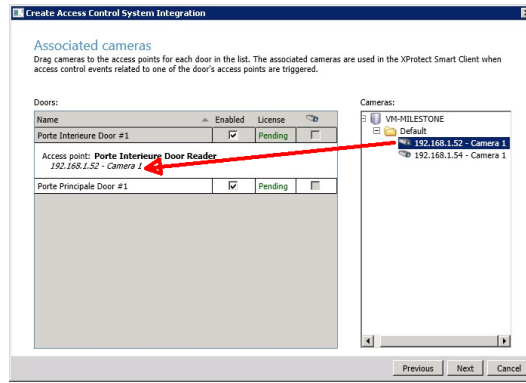 Create Access Control System Integration
Associated cameras
Drag cameras to the access points for each door in the list. The associated cameras are used in the XProtect Smart Client when
access control events related to one of the door's access points are triggered.
Doors:
Cameras:
Name Enabled License
Porte Interieure Door #1 Pending
Access point: Porte Interieure Door Reader
192.168.1.52 - Camera 1
Porte Principale Door #1 Pending
VM-MILESTONE
Default
192.168.1.52 - Camera 1
192.168.1.54 - Camera 1
Previous Next Cancel